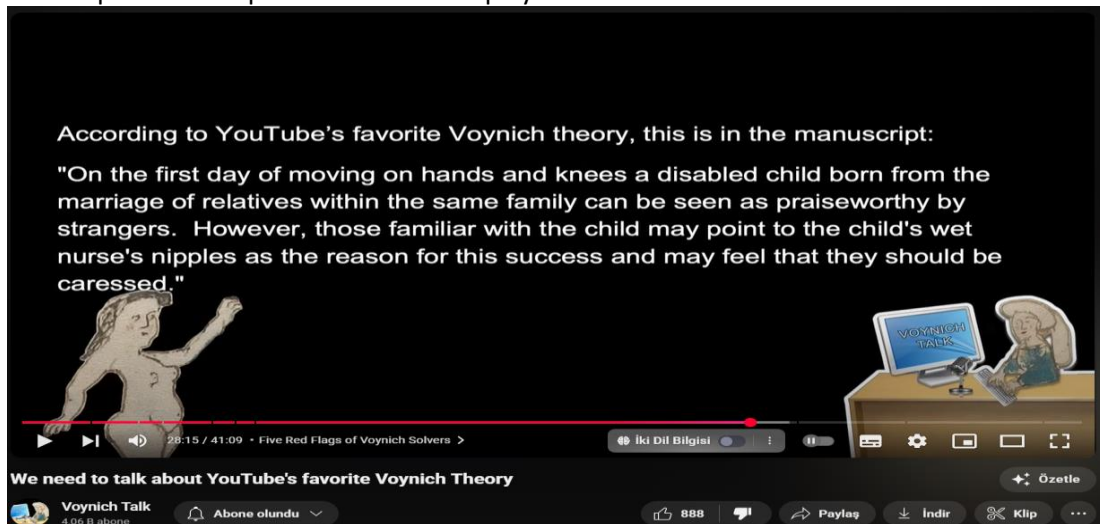 According to YouTube's favorite Voynich theory, this is in the manuscript:
"On the first day of moving on hands and knees a disabled child born from the
marriage of relatives within the same family can be seen as praiseworthy by
strangers. However, those familiar with the child may point to the child's wet
nurse's nipples as the reason for this success and may feel that they should be
caressed."
VOYNICH
TALK
28:15 / 41:09 • Five Red Flags of Voynich Solvers >
İki Dil Bilgisi
We need to talk about YouTube's favorite Voynich Theory
Özetle
Voynich Talk
4.06 B abone
Abone olundu
888
Paylaş
İndir
Klip